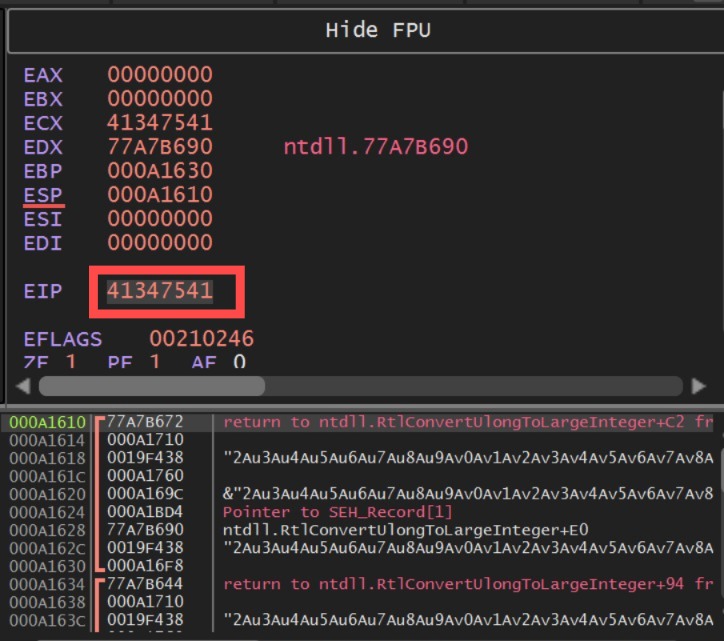 Hide FPU
EAX 00000000
EBX 00000000
ECX 41347541
EDX 77A7B690 ntdll.77A7B690
EBP 000A1630
ESP 000A1610
ESI 00000000
EDI 00000000
EIP 41347541
EFLAGS 00210246
ZF 1 PF 1 AF 0
000A1610 77A7B672 return to ntdll.RtlConvertUlongToLargeInteger+C2 fr
000A1614 000A1710
000A1618 0019F438 "2Au3Au4Au5Au6Au7Au8Au9Av0Av1Av2Av3Av4Av5Av6Av7Av8A
000A161C 000A1760
000A1620 000A169C &"2Au3Au4Au5Au6Au7Au8Au9Av0Av1Av2Av3Av4Av5Av6Av7Av8
000A1624 000A1BD4 Pointer to SEH_Record[1]
000A1628 77A7B690 ntdll.RtlConvertUlongToLargeInteger+E0
000A162C 0019F438 "2Au3Au4Au5Au6Au7Au8Au9Av0Av1Av2Av3Av4Av5Av6Av7Av8A
000A1630 000A16F8
000A1634 77A7B644 return to ntdll.RtlConvertUlongToLargeInteger+94 fr
000A1638 000A1710
000A163C 0019F438 "2Au3Au4Au5Au6Au7Au8Au9Av0Av1Av2Av3Av4Av5Av6Av7Av8A